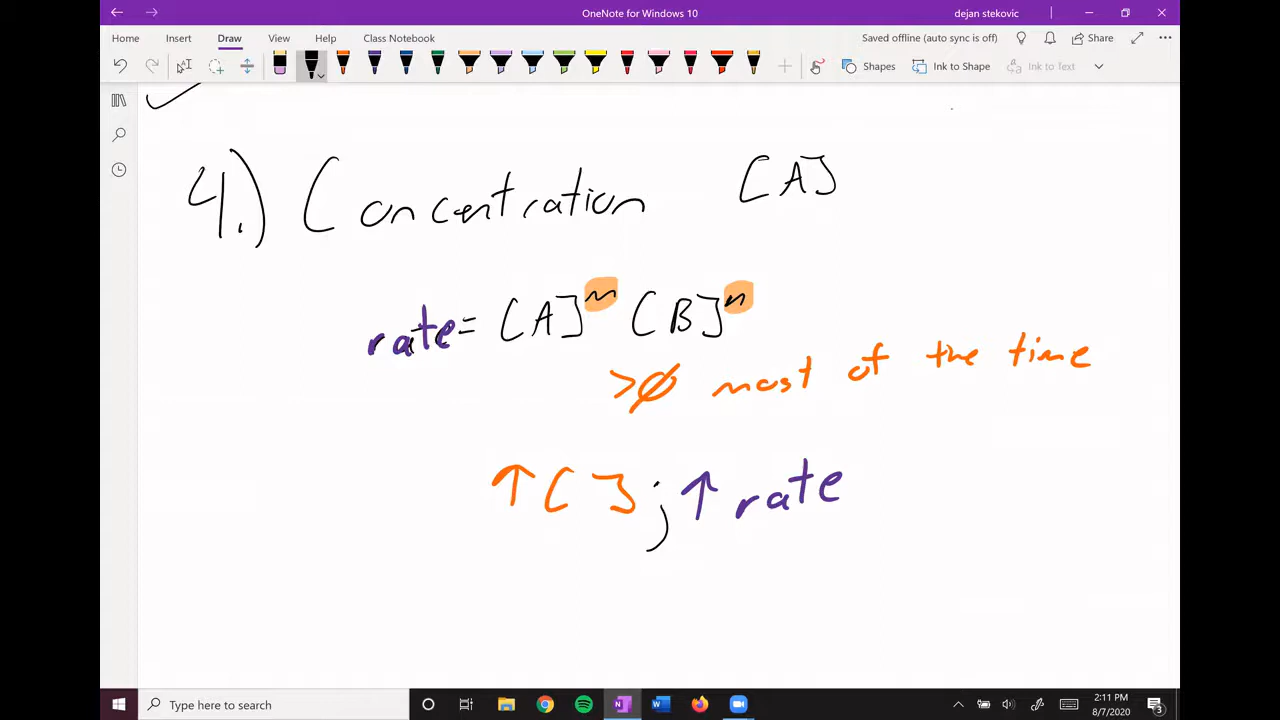 OneNote for Windows 10
dejan stekovic
Home Insert Draw View Help Class Notebook
Saved offline (auto sync is off)
Share
Shapes
Ink to Shape
Ink to Text
4.) Concentration [A]
rate = [A]^m [B]^n
>∅ most of the time
↑[ ]; ↑ rate
Type here to search
2:11 PM
8/7/2020
3